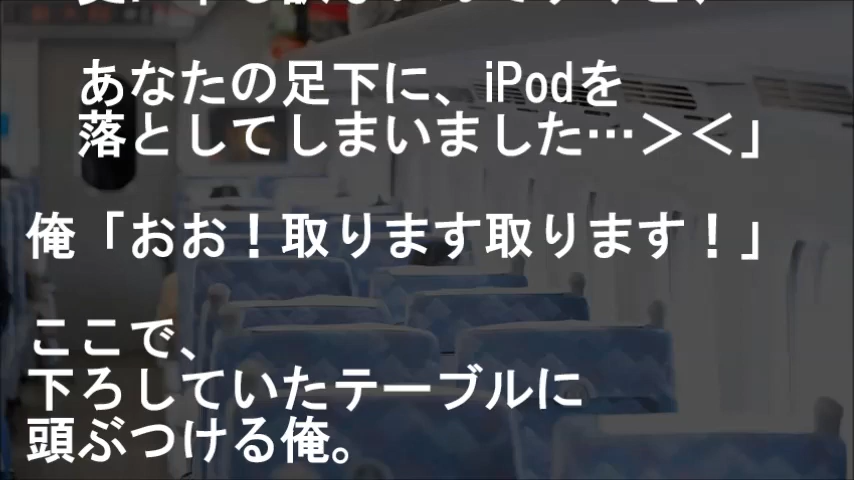 あなたの足下に、iPodを
落としてしまいました…＞＜」
俺「おお！取ります取ります！」
ここで、
下ろしていたテーブルに
頭ぶつける俺。